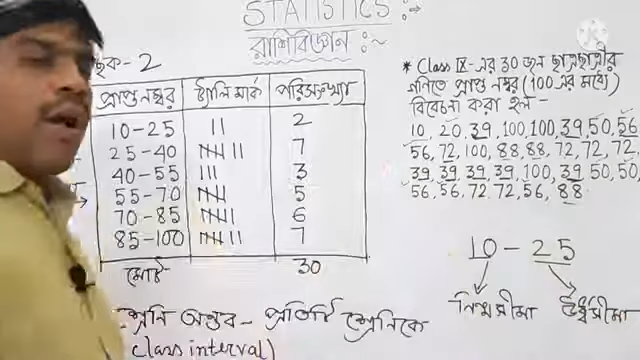 STATISTICS :→
রাশিবিজ্ঞান :~
ছক- 2
প্রাপ্ত নম্বর ট্যালি মার্ক পরিসংখ্যা
10-25 || 2
25-40 7
40-55 ||| 3
55-70 5
70-85 6
85-100 7
মোট 30
* Class IX-এর 30 জন ছাত্রছাত্রীর
গনিতে প্রাপ্ত নম্বর (100 এর মধ্যে)
বিবেচনা করা হল -
10, 20, 39, 100, 100, 39, 50, 56
56, 72, 100, 88, 88, 72, 72, 72
39, 39, 39, 39, 100, 39, 50, 50,
56, 56, 72, 72, 56, 88
10 - 25
নিম্নসীমা ঊর্ধ্বসীমা
শ্রেনি অন্তর - প্রতিটি শ্রেনিকে
Class interval)